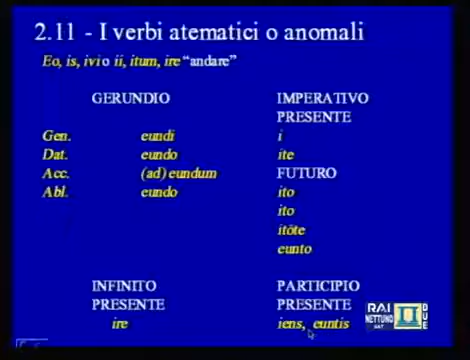 2.11 - I verbi atematici o anomali
Eo, is, ivi o ii, itum, ire “andare”
GERUNDIO
Gen. eundi
Dat. eundo
Acc. (ad) eundum
Abl. eundo
IMPERATIVO
PRESENTE
i
ite
FUTURO
ito
ito
itōte
eunto
INFINITO
PRESENTE
ire
PARTICIPIO
PRESENTE
iens, euntis
RAI
NETTUNO
SAT
DUE